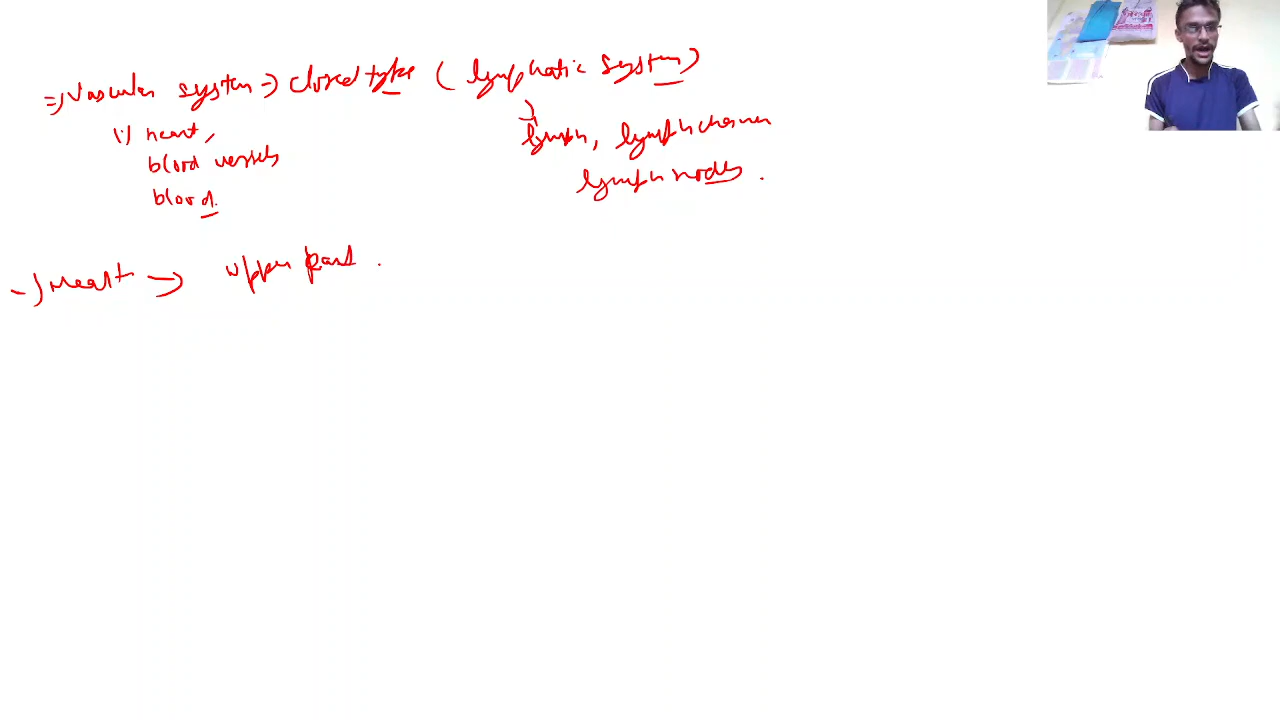 => Vascular system => closed type (lymphatic system)
1) heart,
blood vessels
blood.
lymph, lymph channel
lymph nodes.
-) Heart -> upper part.